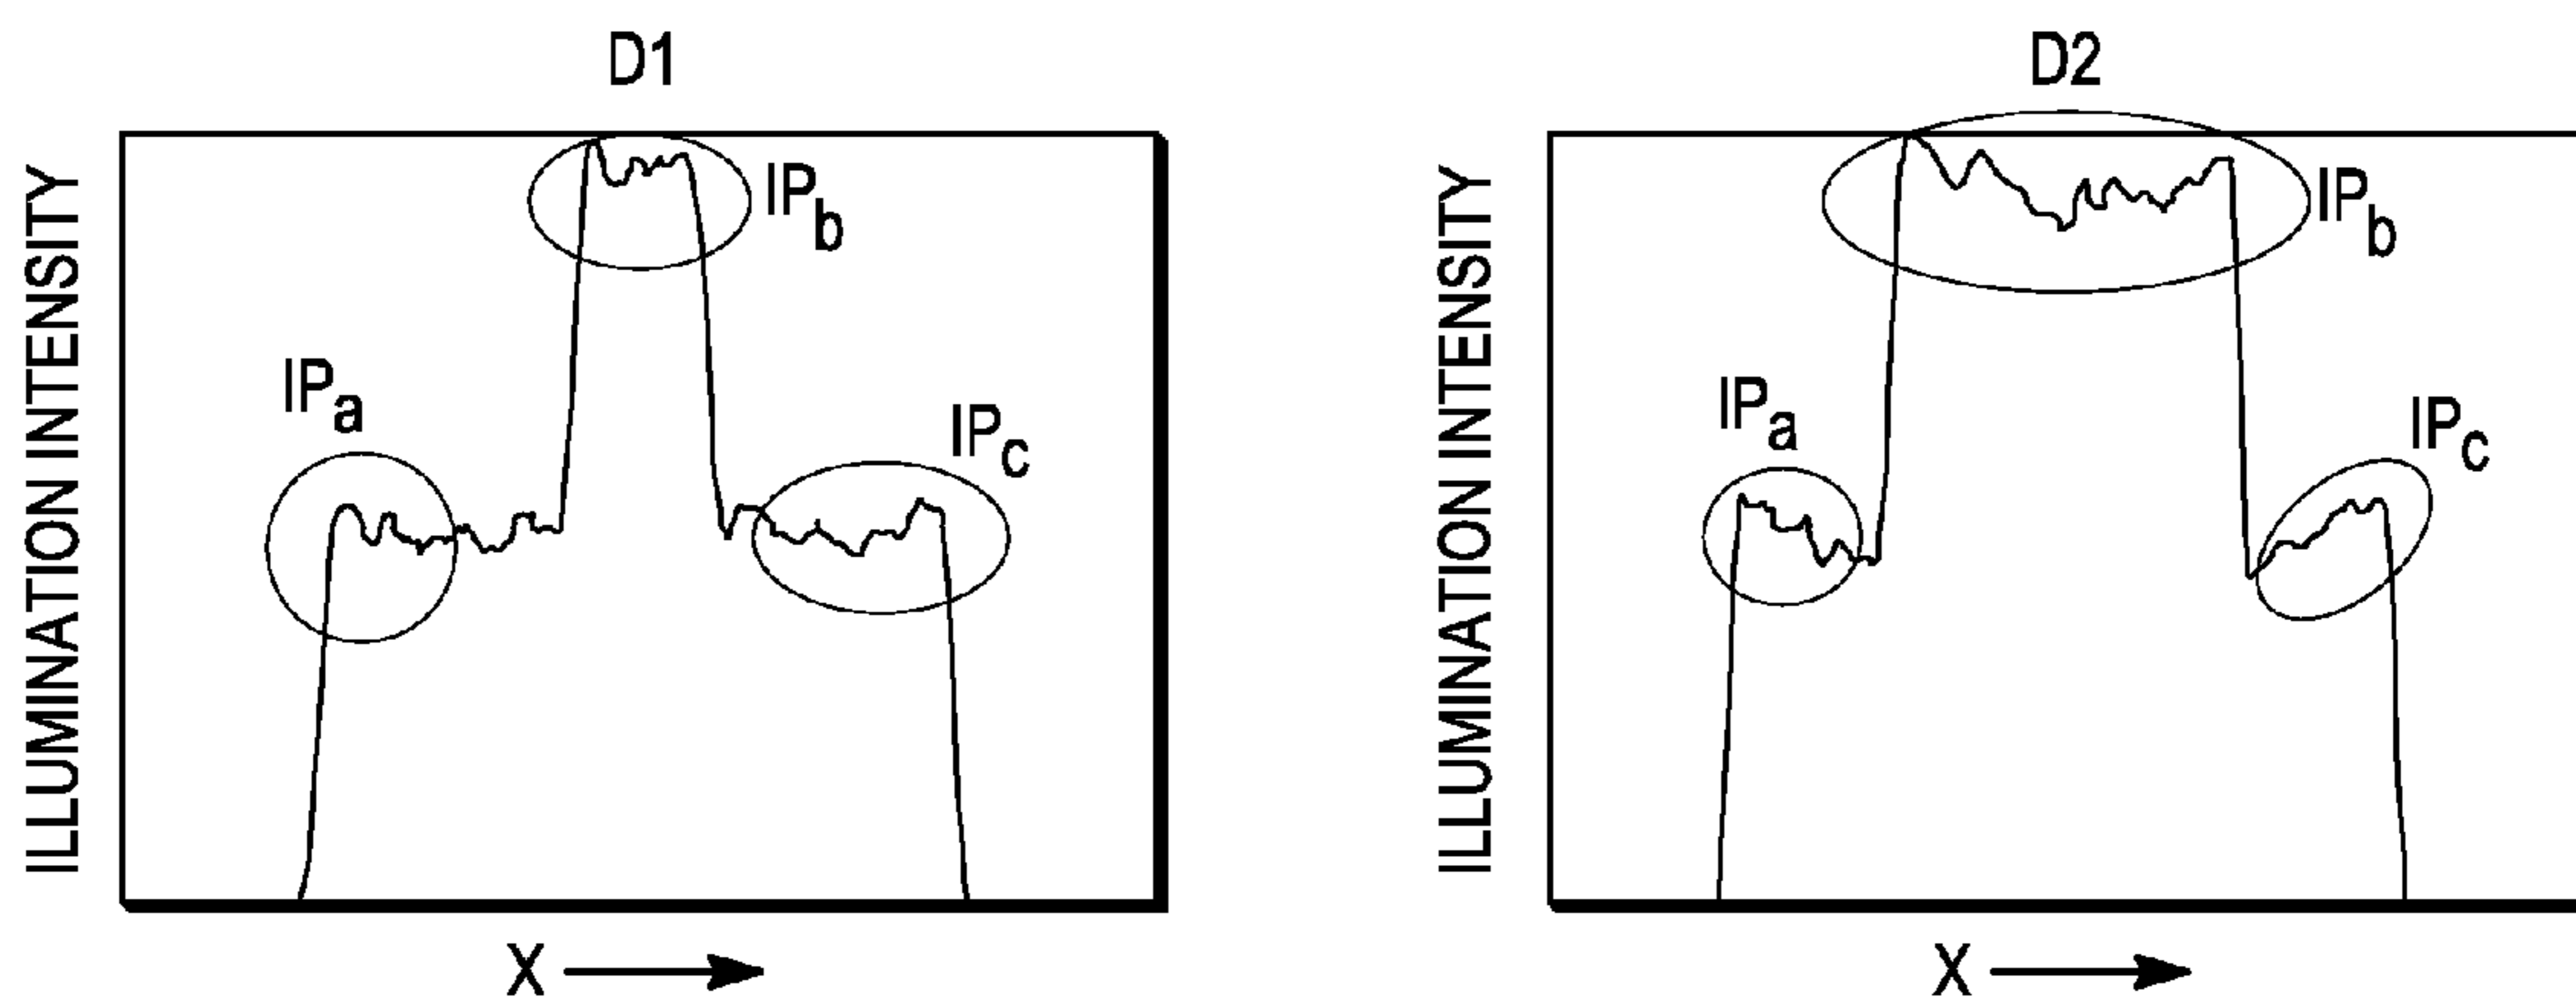 D1
ILLUMINATION INTENSITY
IPa
IPb
IPc
X
D2
ILLUMINATION INTENSITY
IPa
IPb
IPc
X